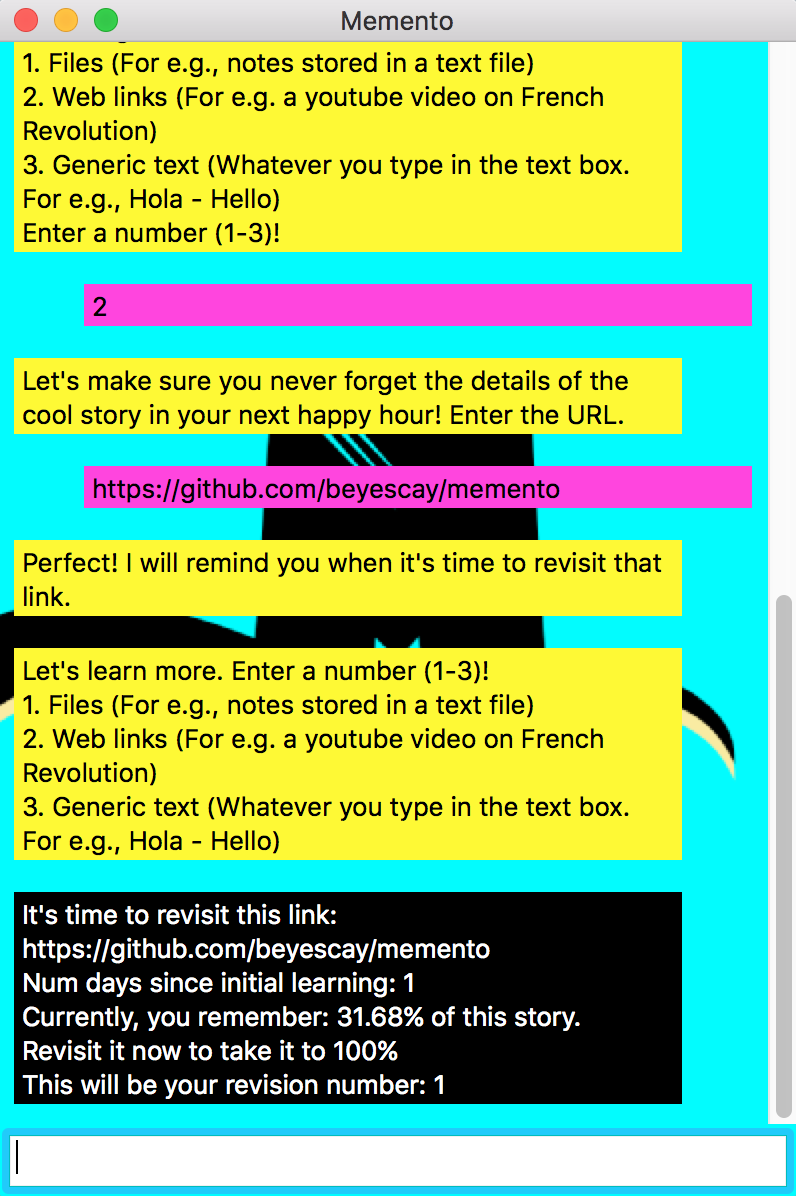 Memento
1. Files (For e.g., notes stored in a text file)
2. Web links (For e.g. a youtube video on French
Revolution)
3. Generic text (Whatever you type in the text box.
For e.g., Hola - Hello)
Enter a number (1-3)!
2
Let's make sure you never forget the details of the
cool story in your next happy hour! Enter the URL.
https://github.com/beyescay/memento
Perfect! I will remind you when it's time to revisit that
link.
Let's learn more. Enter a number (1-3)!
1. Files (For e.g., notes stored in a text file)
2. Web links (For e.g. a youtube video on French
Revolution)
3. Generic text (Whatever you type in the text box.
For e.g., Hola - Hello)
It's time to revisit this link:
https://github.com/beyescay/memento
Num days since initial learning: 1
Currently, you remember: 31.68% of this story.
Revisit it now to take it to 100%
This will be your revision number: 1